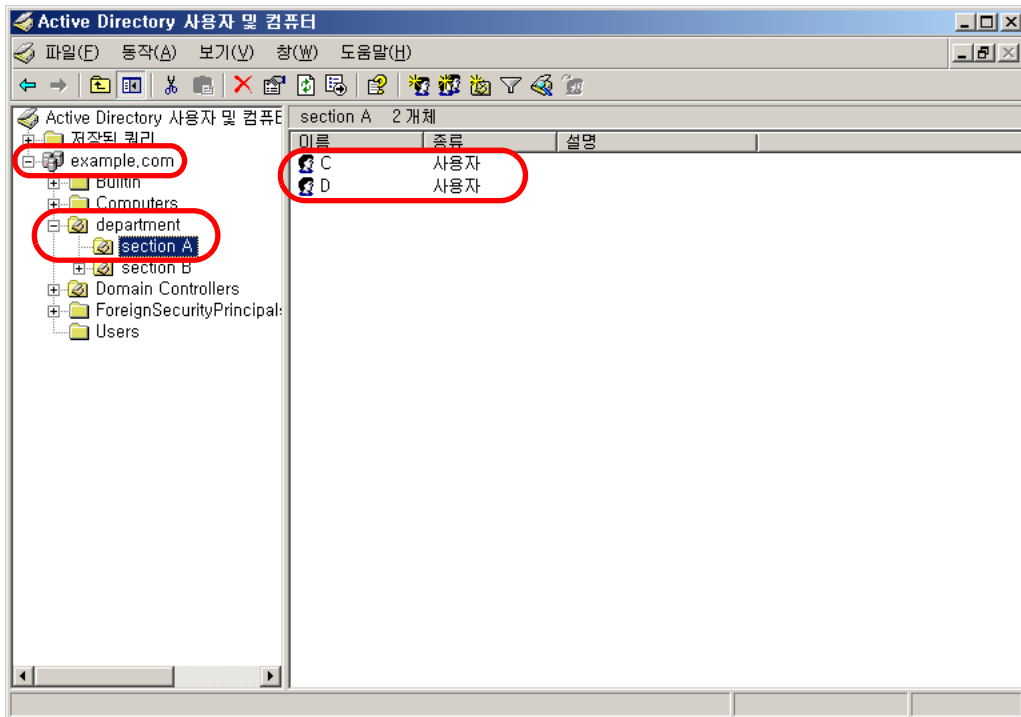 Active Directory 사용자 및 컴퓨터
파일(F) 동작(A) 보기(V) 창(W) 도움말(H)
Active Directory 사용자 및 컴퓨터
저장된 쿼리
example.com
Builtin
Computers
department
section A
section B
Domain Controllers
ForeignSecurityPrincipals
Users
section A 2 개체
이름 종류 설명
C 사용자
D 사용자